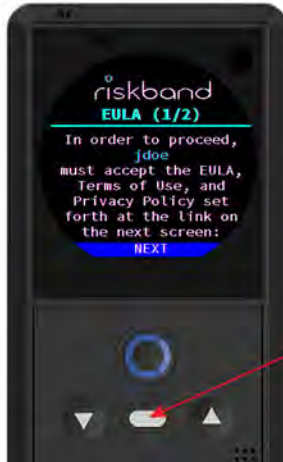 riskband
EULA (1/2)
In order to proceed,
jdoe
must accept the EULA,
Terms of Use, and
Privacy Policy set
forth at the link on
the next screen:
NEXT